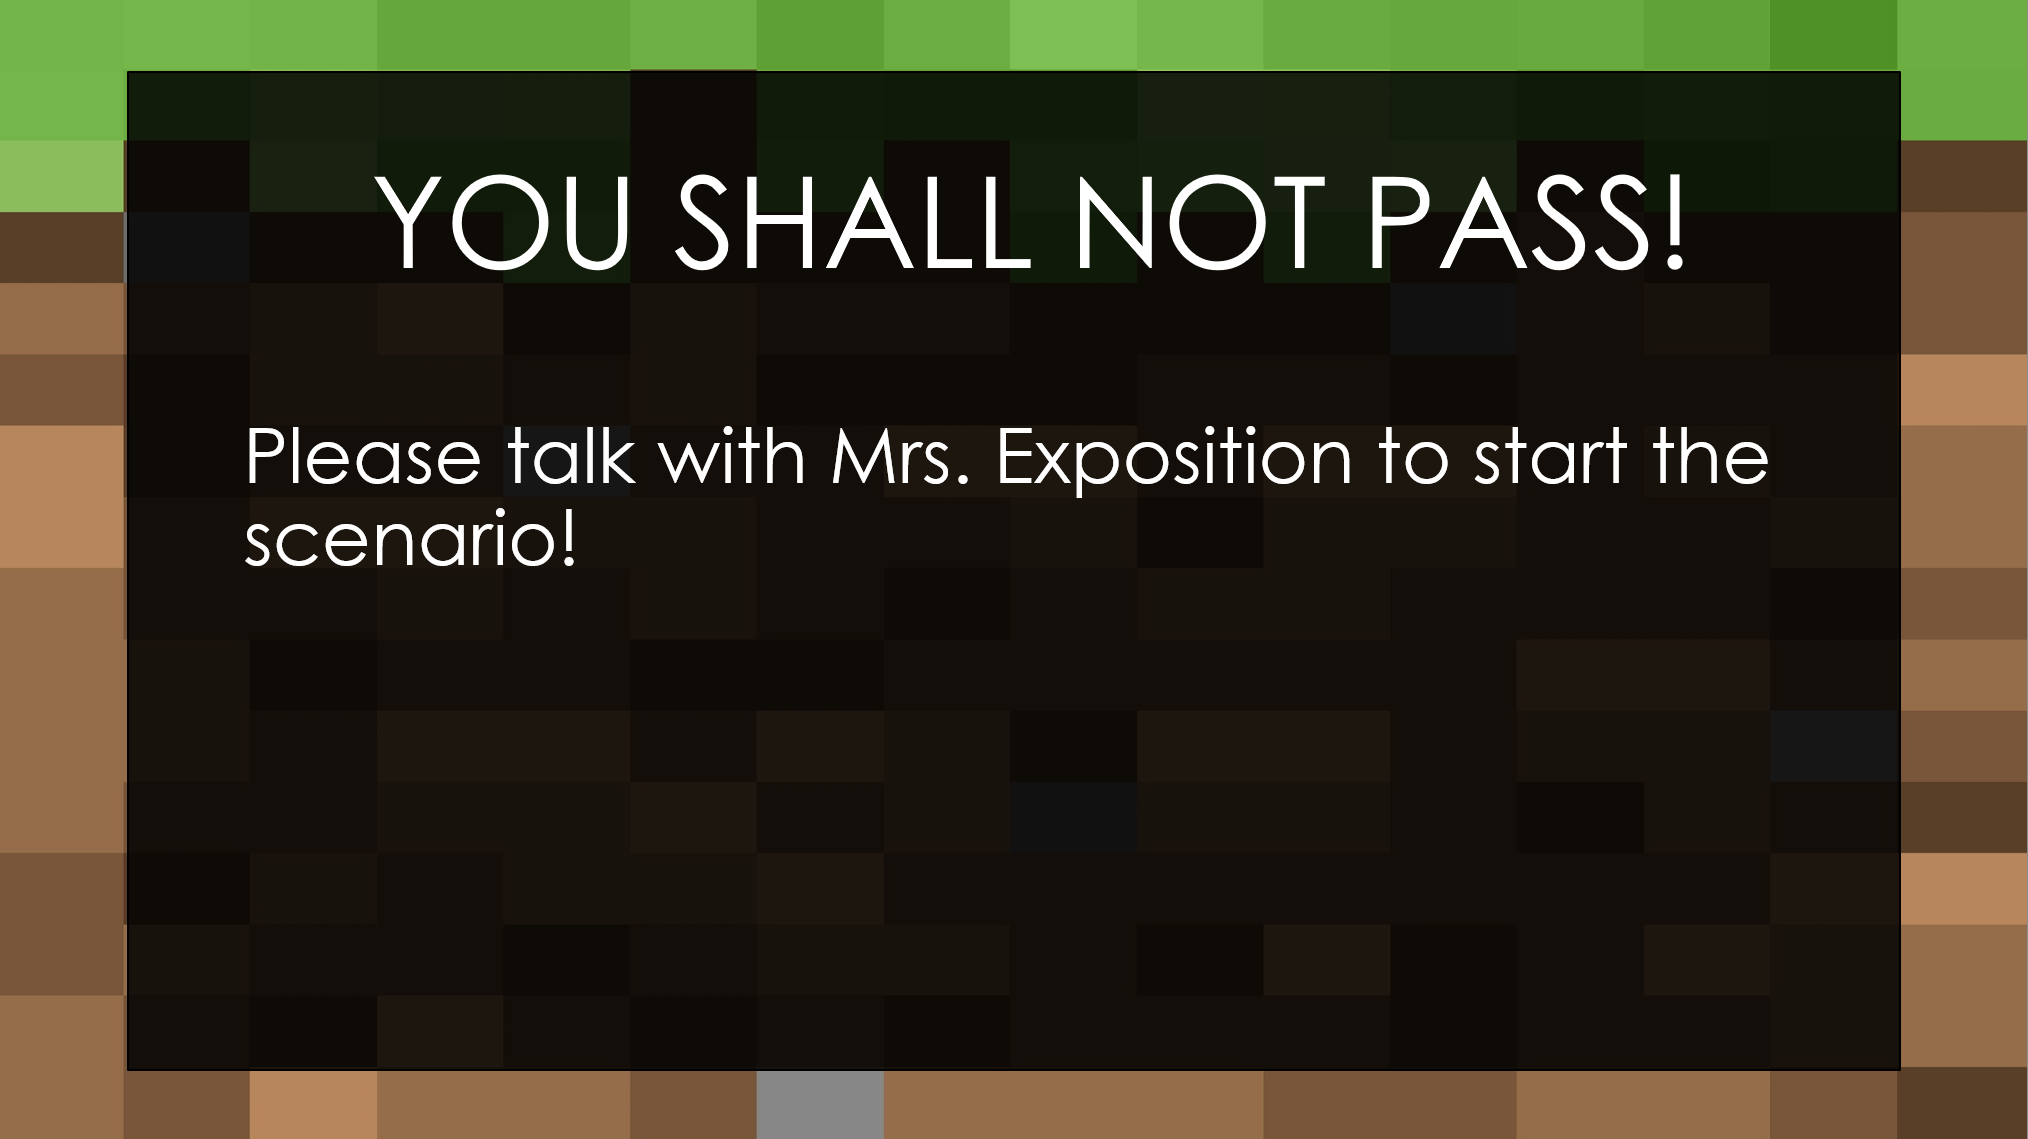 YOU SHALL NOT PASS!
Please talk with Mrs. Exposition to start the
scenario!